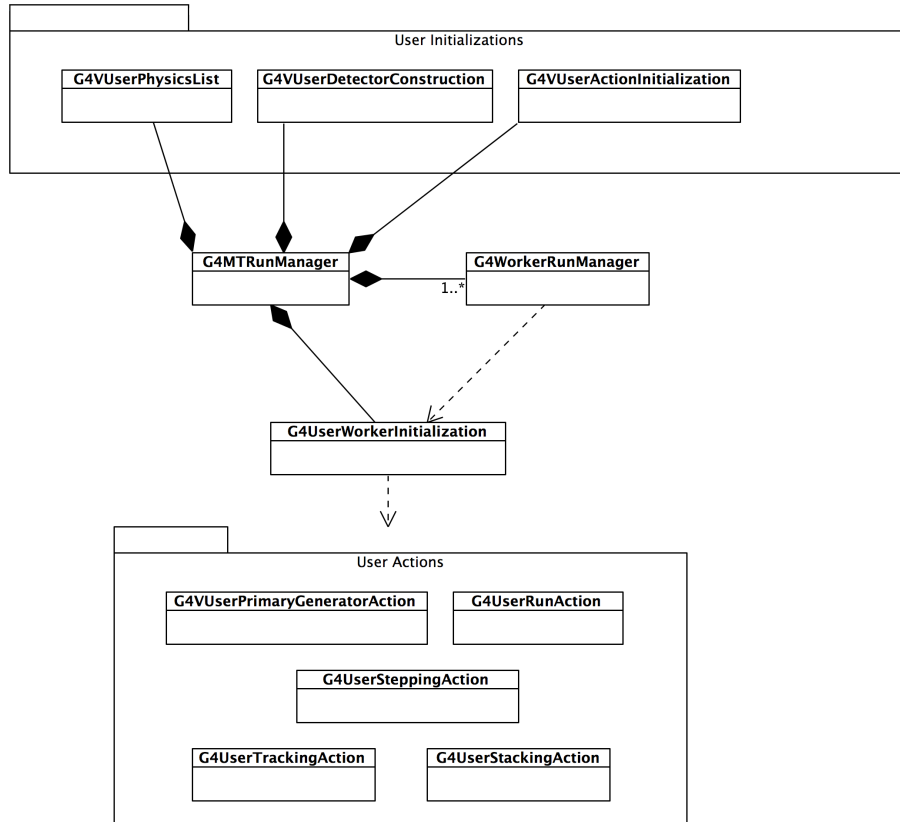 User Initializations
G4VUserPhysicsList
G4VUserDetectorConstruction
G4VUserActionInitialization
G4MTRunManager
G4WorkerRunManager
1..*
G4UserWorkerInitialization
User Actions
G4VUserPrimaryGeneratorAction
G4UserRunAction
G4UserSteppingAction
G4UserTrackingAction
G4UserStackingAction